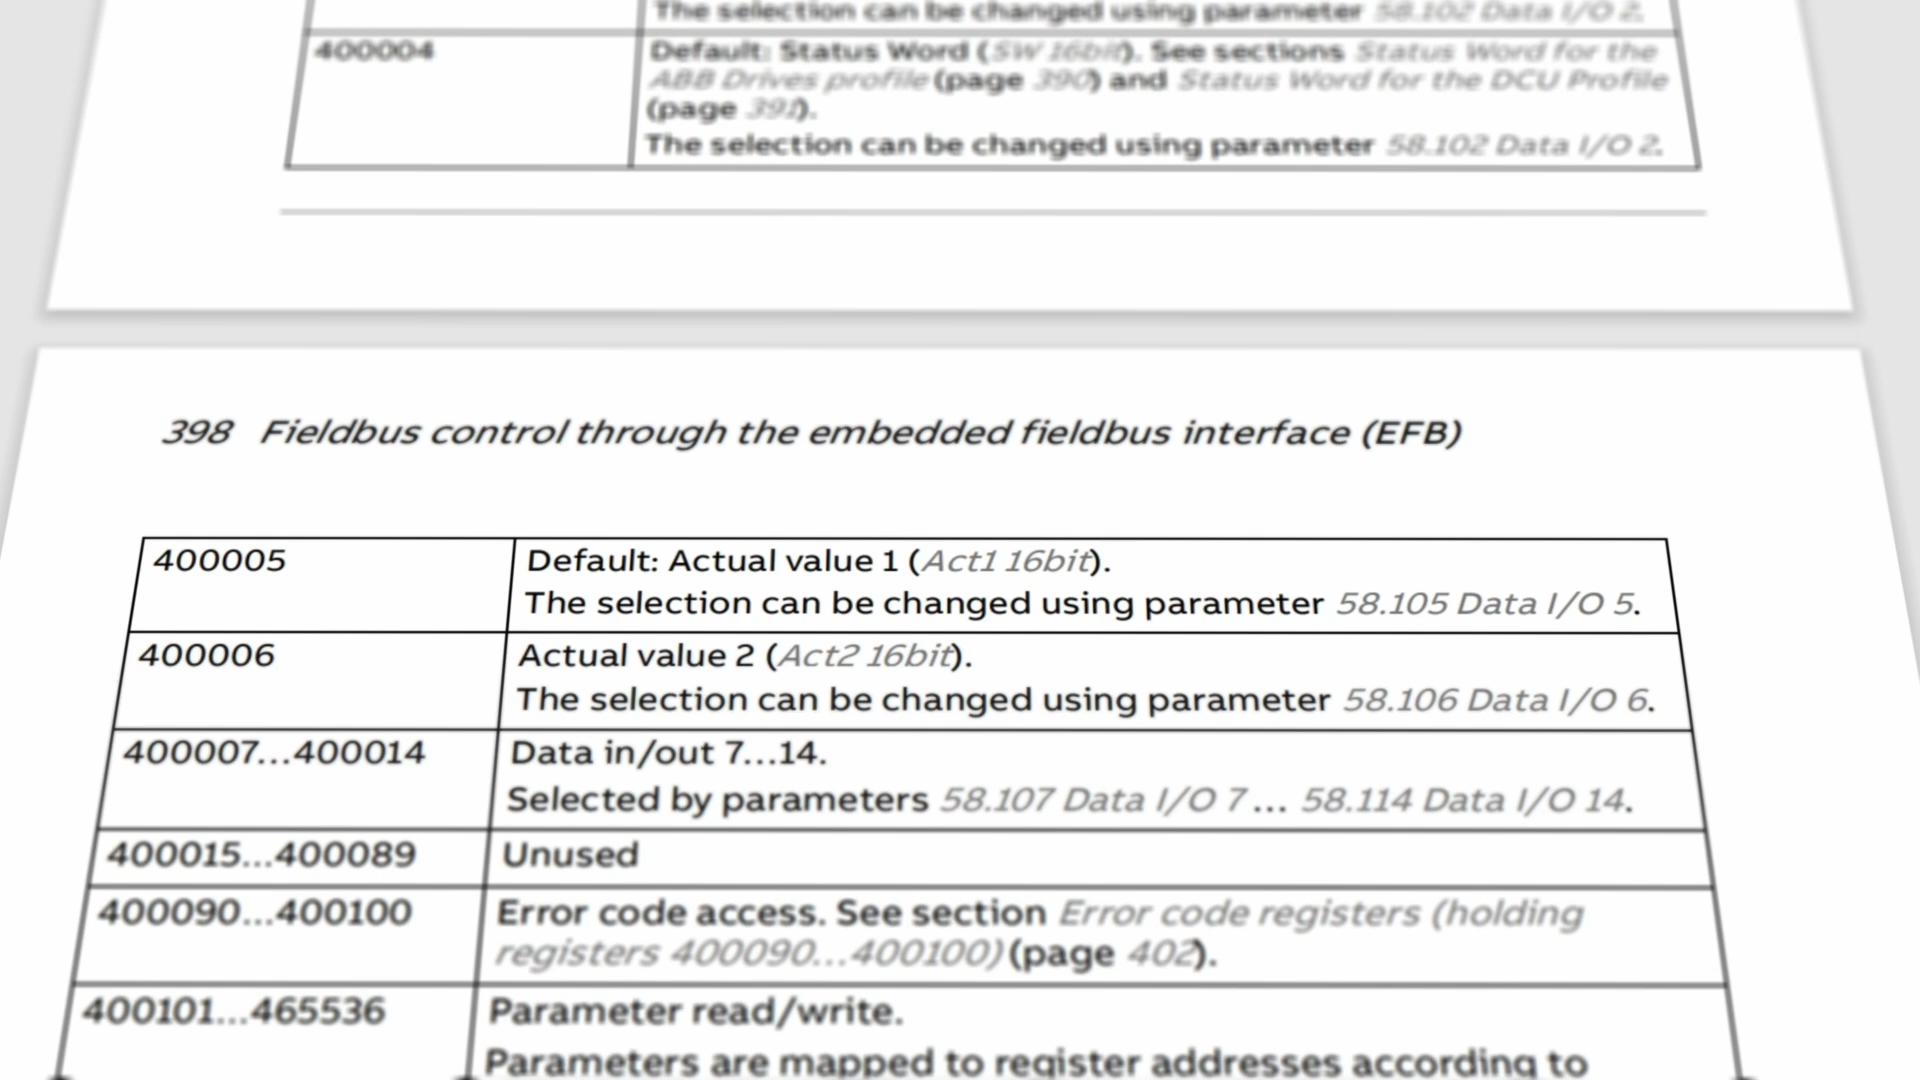 The selection can be changed using parameter 58.102 Data I/O 2.
400004
Default: Status Word (SW 16bit). See sections Status Word for the
ABB Drives profile (page 390) and Status Word for the DCU Profile
(page 391).
The selection can be changed using parameter 58.102 Data I/O 2.
398 Fieldbus control through the embedded fieldbus interface (EFB)
400005
Default: Actual value 1 (Act1 16bit).
The selection can be changed using parameter 58.105 Data I/O 5.
400006
Actual value 2 (Act2 16bit).
The selection can be changed using parameter 58.106 Data I/O 6.
400007...400014
Data in/out 7...14.
Selected by parameters 58.107 Data I/O 7 ... 58.114 Data I/O 14.
400015...400089
Unused
400090...400100
Error code access. See section Error code registers (holding
registers 400090...400100) (page 402).
400101...465536
Parameter read/write.
Parameters are mapped to register addresses according to